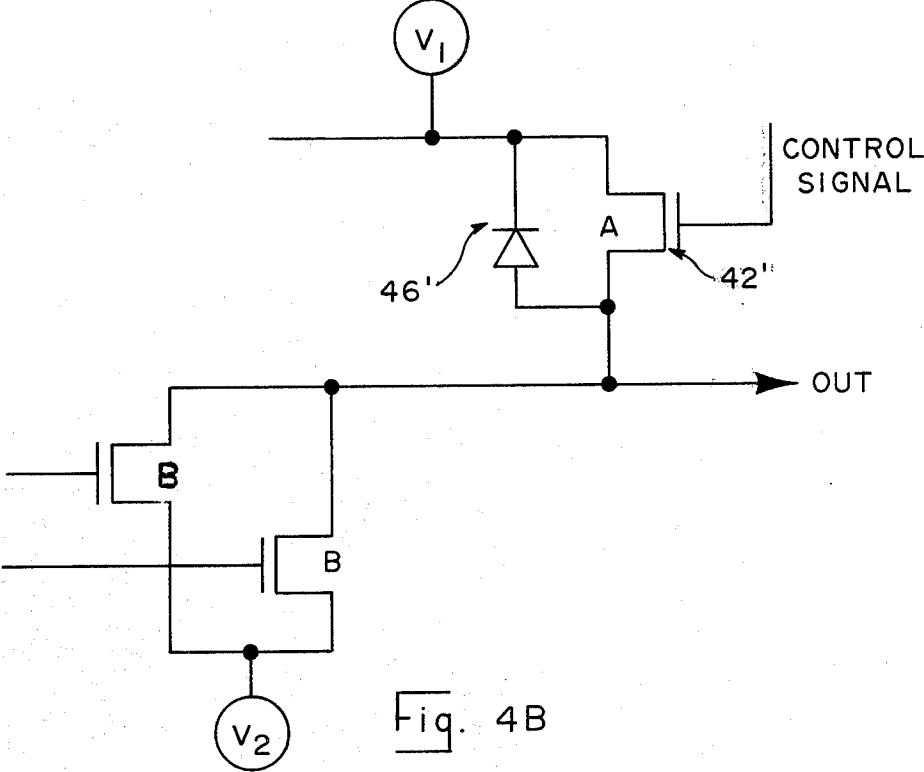 V1
CONTROL
SIGNAL
A
46'
42"
OUT
B
B
V2
Fig. 4B